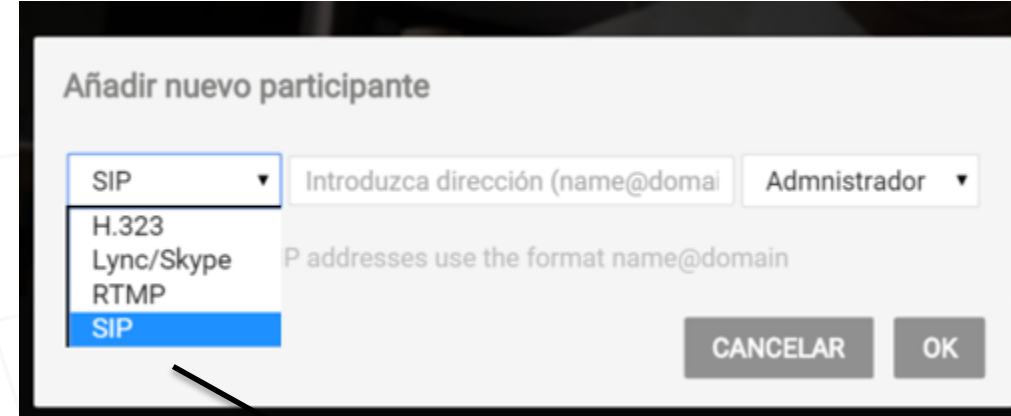 Añadir nuevo participante
SIP Introduzca dirección (name@domai Admnistrador
H.323
Lync/Skype P addresses use the format name@domain
RTMP
SIP
CANCELAR OK